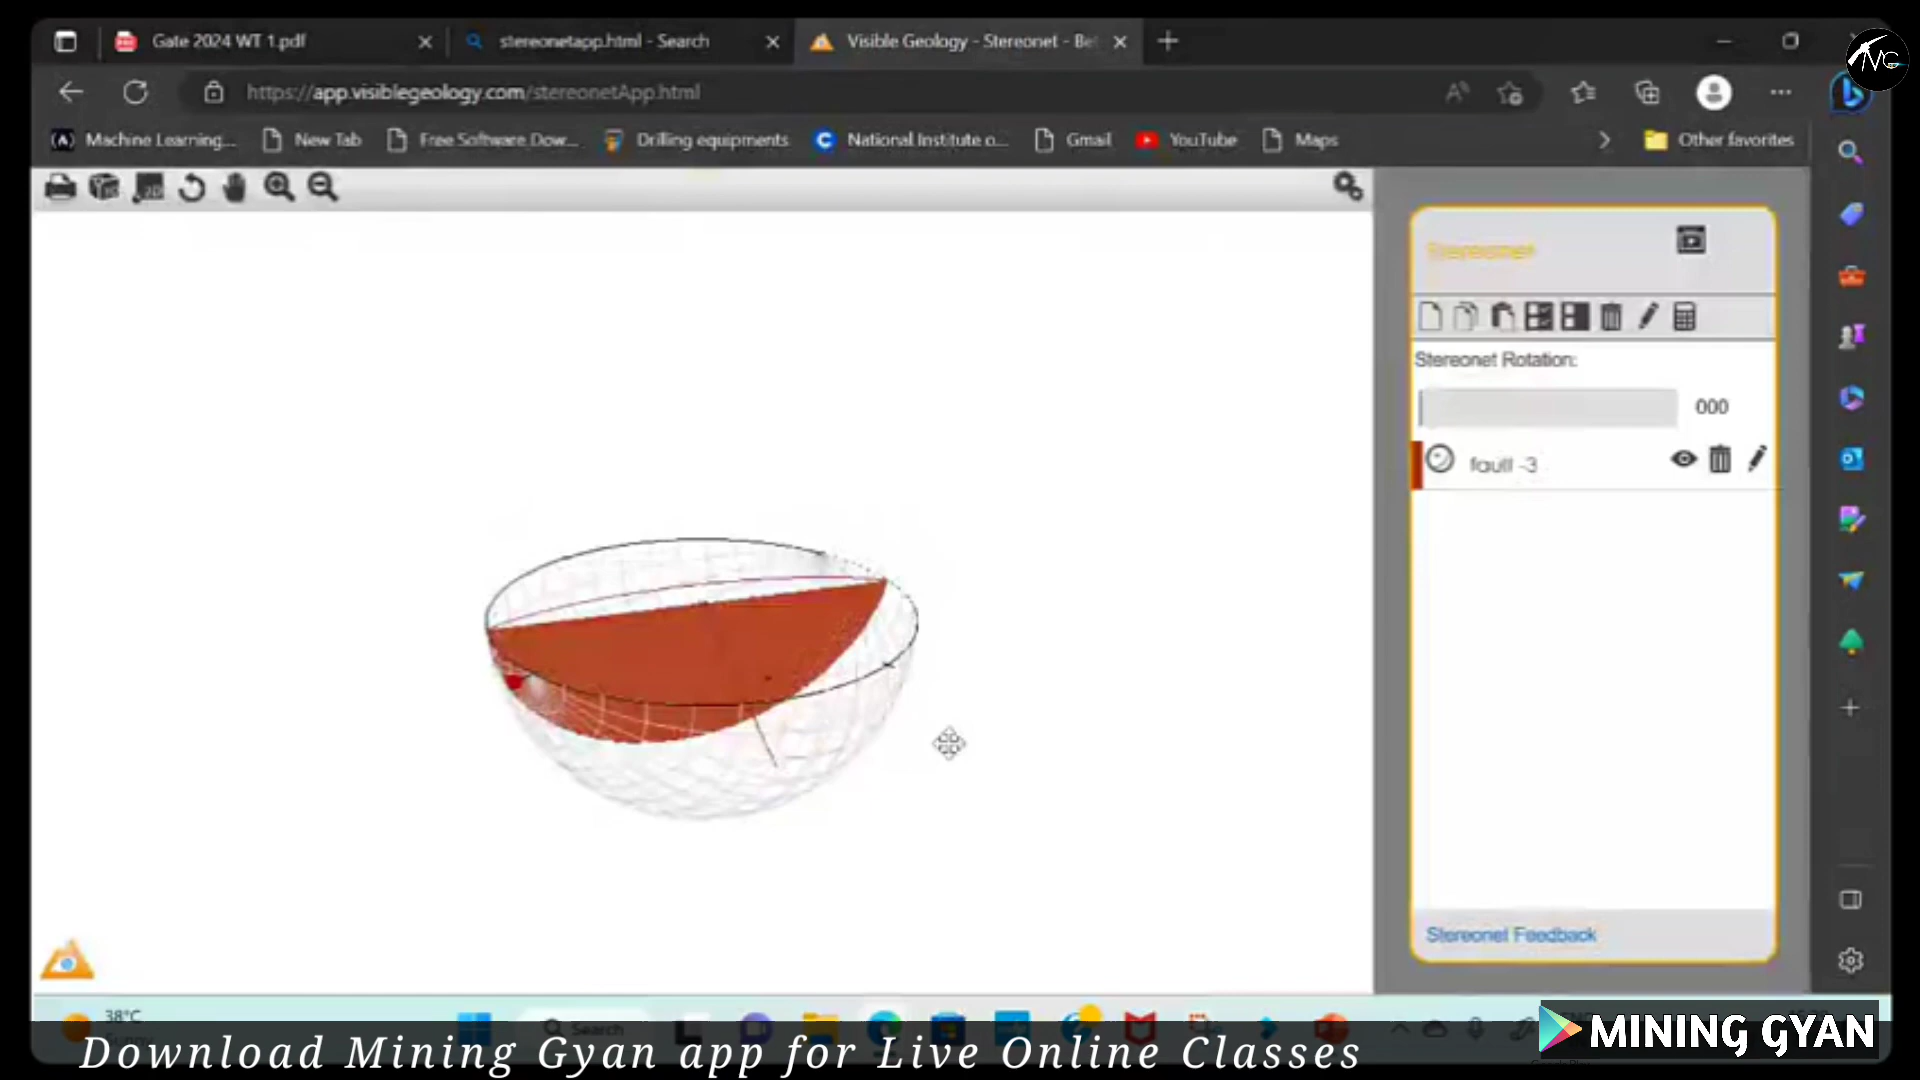 Gate 2024 WT 1.pdf
stereonetapp.html - Search
Visible Geology - Stereonet - Be
https://app.visiblegeology.com/stereonetApp.html
Machine Learning...
New Tab
Free Software Dow...
Drilling equipments
National Institute o...
Gmail
YouTube
Maps
Other favorites
Stereonet
Stereonet Rotation:
000
fault -3
Stereonet Feedback
38°C
Search
MINING GYAN
Download Mining Gyan app for Live Online Classes